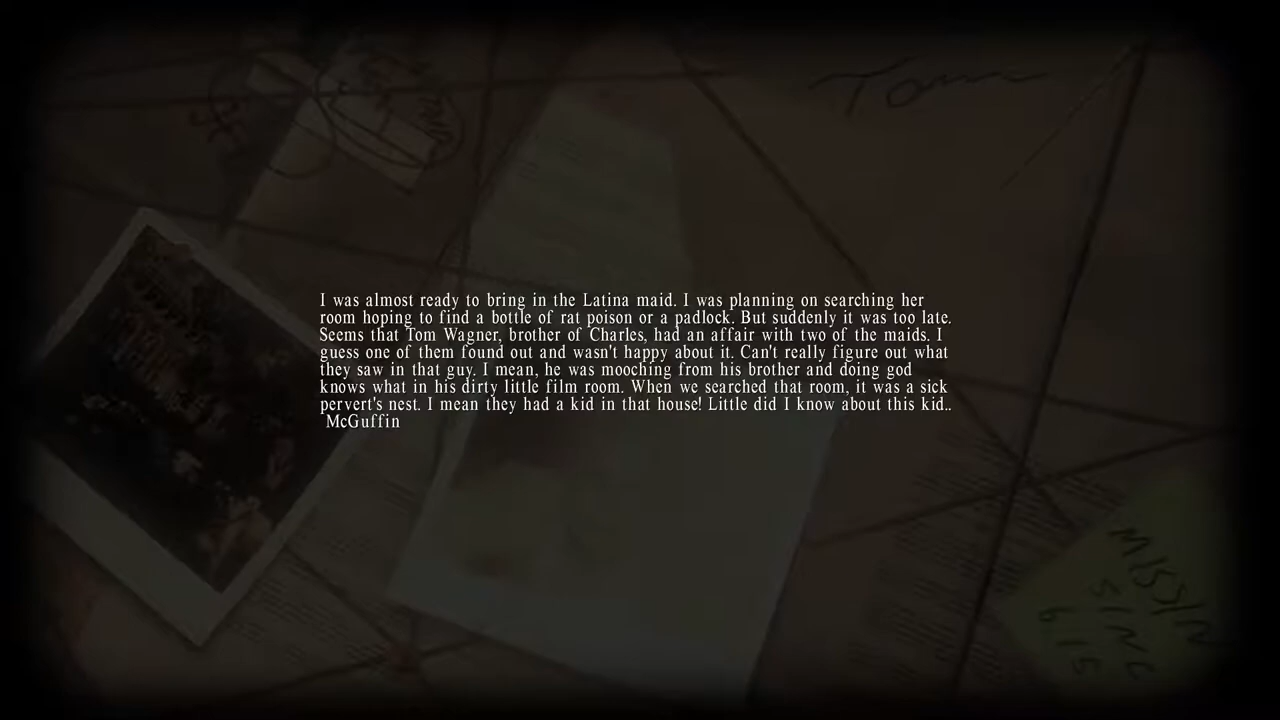 Tom
I was almost ready to bring in the Latina maid. I was planning on searching her
room hoping to find a bottle of rat poison or a padlock. But suddenly it was too late.
Seems that Tom Wagner, brother of Charles, had an affair with two of the maids. I
guess one of them found out and wasn't happy about it. Can't really figure out what
they saw in that guy. I mean, he was mooching from his brother and doing god
knows what in his dirty little film room. When we searched that room, it was a sick
pervert's nest. I mean they had a kid in that house! Little did I know about this kid..
McGuffin
MISSIN
SINC